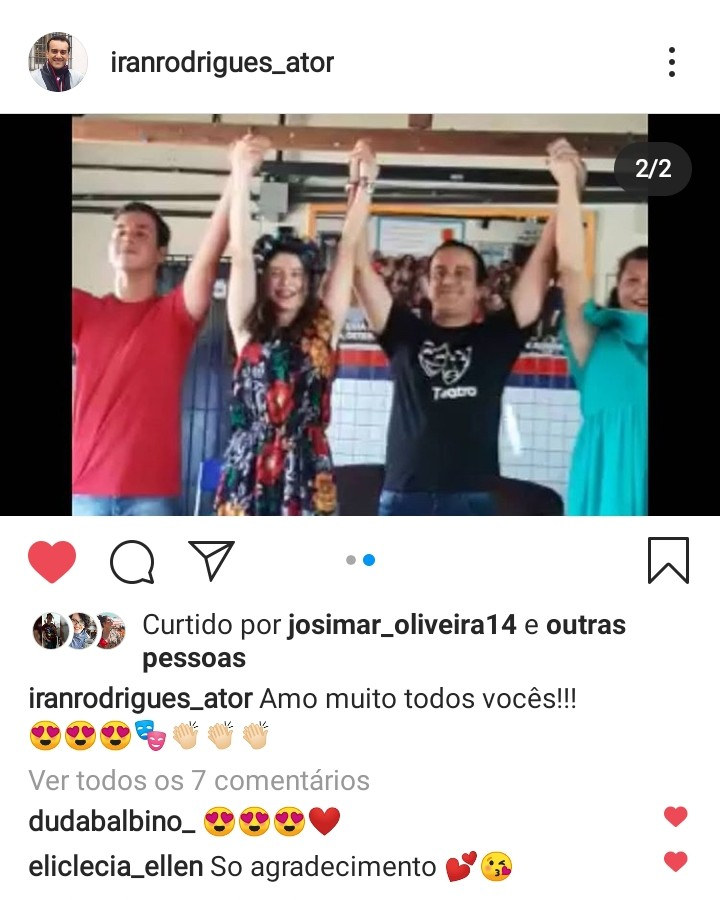 iranrodrigues_ator
2/2
Teatro
Curtido por josimar_oliveira14 e outras
pessoas
iranrodrigues_ator Amo muito todos vocês!!!
😍😍😍🎭👏🏻👏🏻👏🏻
Ver todos os 7 comentários
dudabalbino_ 😍😍😍❤️
eliclecia_ellen So agradecimento 💕😘